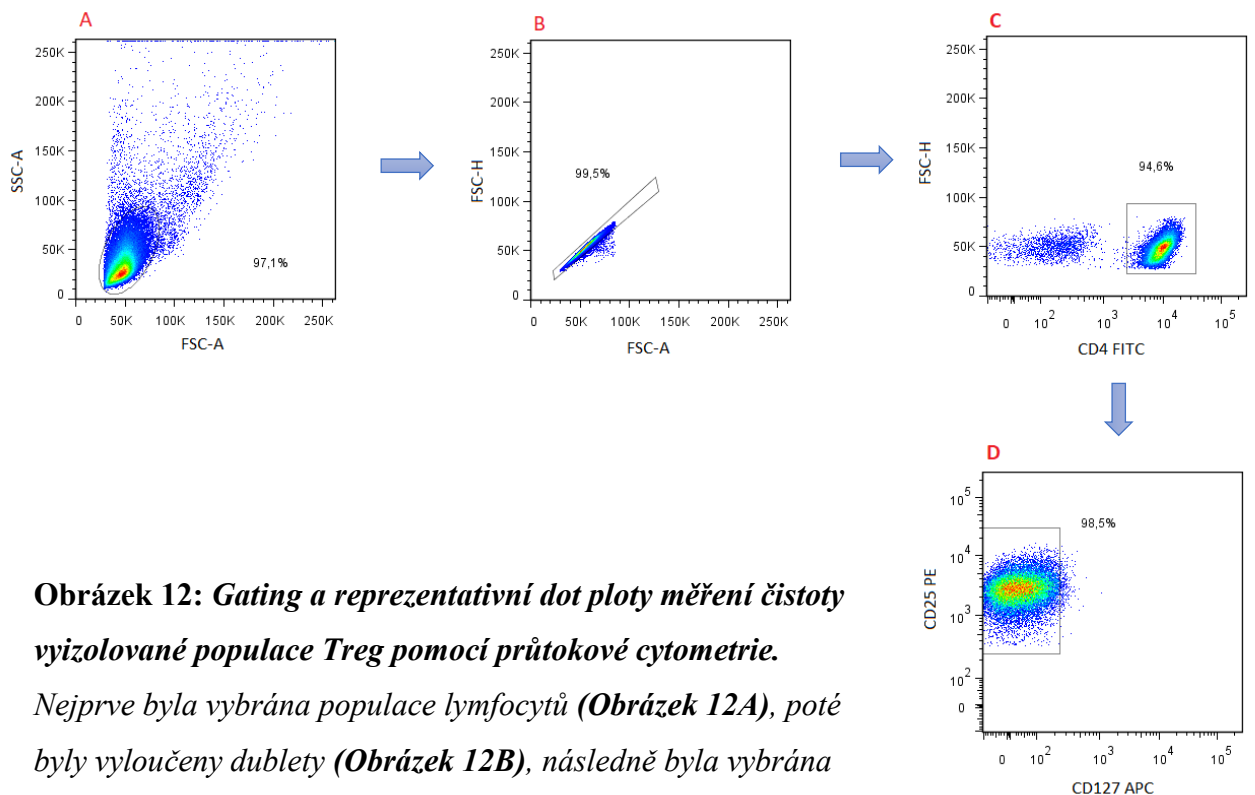 A
250K
200K
150K
100K
50K
0
SSC-A
97,1%
0 50K 100K 150K 200K 250K
FSC-A
B
250K
200K
150K
100K
50K
0
FSC-H
99,5%
0 50K 100K 150K 200K 250K
FSC-A
C
250K
200K
150K
100K
50K
0
FSC-H
94,6%
0 10^2 10^3 10^4 10^5
CD4 FITC
D
10^5
10^4
10^3
10^2
0
CD25 PE
98,5%
0 10^2 10^3 10^4 10^5
CD127 APC
Obrázek 12: Gating a reprezentativní dot ploty měření čistoty
vyizolované populace Treg pomocí průtokové cytometrie.
Nejprve byla vybrána populace lymfocytů (Obrázek 12A), poté
byly vyloučeny dublety (Obrázek 12B), následně byla vybrána